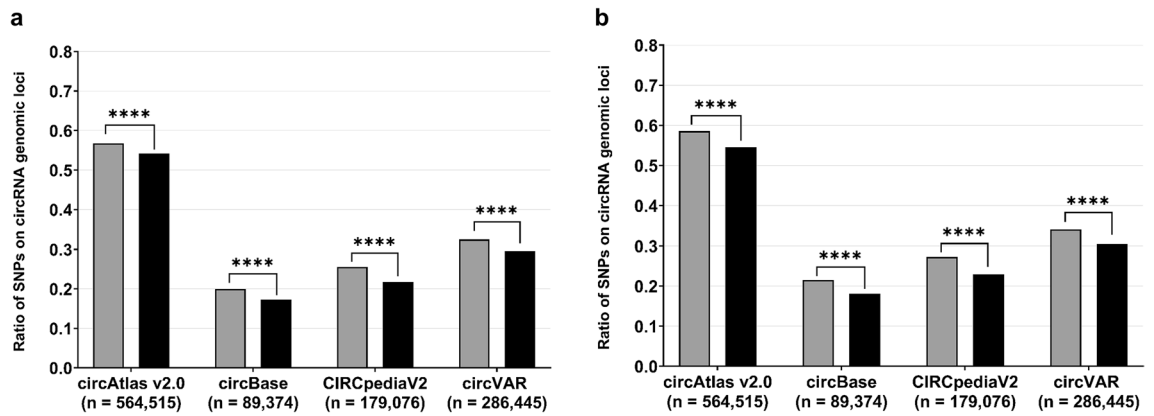 a
Ratio of SNPs on circRNA genomic loci
0.8
0.7
0.6
0.5
0.4
0.3
0.2
0.1
0.0
****
****
****
****
circAtlas v2.0
(n = 564,515)
circBase
(n = 89,374)
CIRCpediaV2
(n = 179,076)
circVAR
(n = 286,445)
b
Ratio of SNPs on circRNA genomic loci
0.8
0.7
0.6
0.5
0.4
0.3
0.2
0.1
0.0
****
****
****
****
circAtlas v2.0
(n = 564,515)
circBase
(n = 89,374)
CIRCpediaV2
(n = 179,076)
circVAR
(n = 286,445)